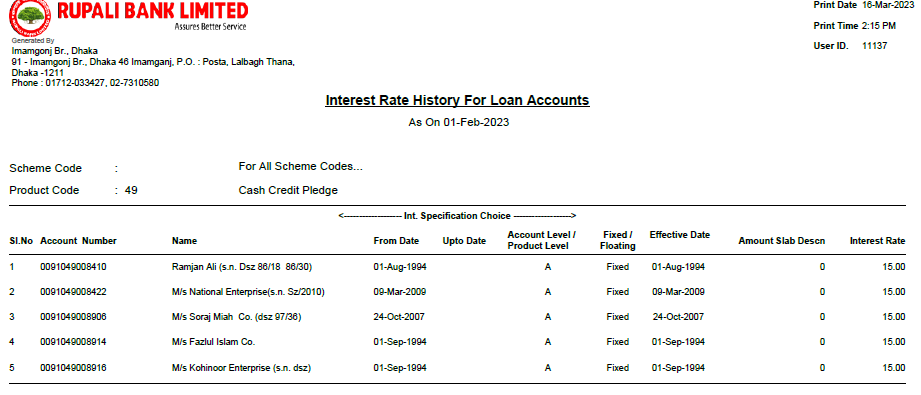 RUPALI BANK LIMITED
Assures Better Service
Print Date 16-Mar-2023
Print Time 2:15 PM
User ID. 11137
Generated By
Imamgonj Br., Dhaka
91 - Imamgonj Br., Dhaka 46 Imamganj, P.O. : Posta, Lalbagh Thana,
Dhaka -1211
Phone : 01712-033427, 02-7310580
Interest Rate History For Loan Accounts
As On 01-Feb-2023
Scheme Code : For All Scheme Codes...
Product Code : 49 Cash Credit Pledge
<-------------------- Int. Specification Choice -------------------->
Sl.No Account Number Name From Date Upto Date Account Level / Product Level Fixed / Floating Effective Date Amount Slab Descn Interest Rate
1 0091049008410 Ramjan Ali (s.n. Dsz 86/18 86/30) 01-Aug-1994 A Fixed 01-Aug-1994 0 15.00
2 0091049008422 M/s National Enterprise(s.n. Sz/2010) 09-Mar-2009 A Fixed 09-Mar-2009 0 15.00
3 0091049008906 M/s Soraj Miah Co. (dsz 97/36) 24-Oct-2007 A Fixed 24-Oct-2007 0 15.00
4 0091049008914 M/s Fazlul Islam Co. 01-Sep-1994 A Fixed 01-Sep-1994 0 15.00
5 0091049008916 M/s Kohinoor Enterprise (s.n. dsz) 01-Sep-1994 A Fixed 01-Sep-1994 0 15.00